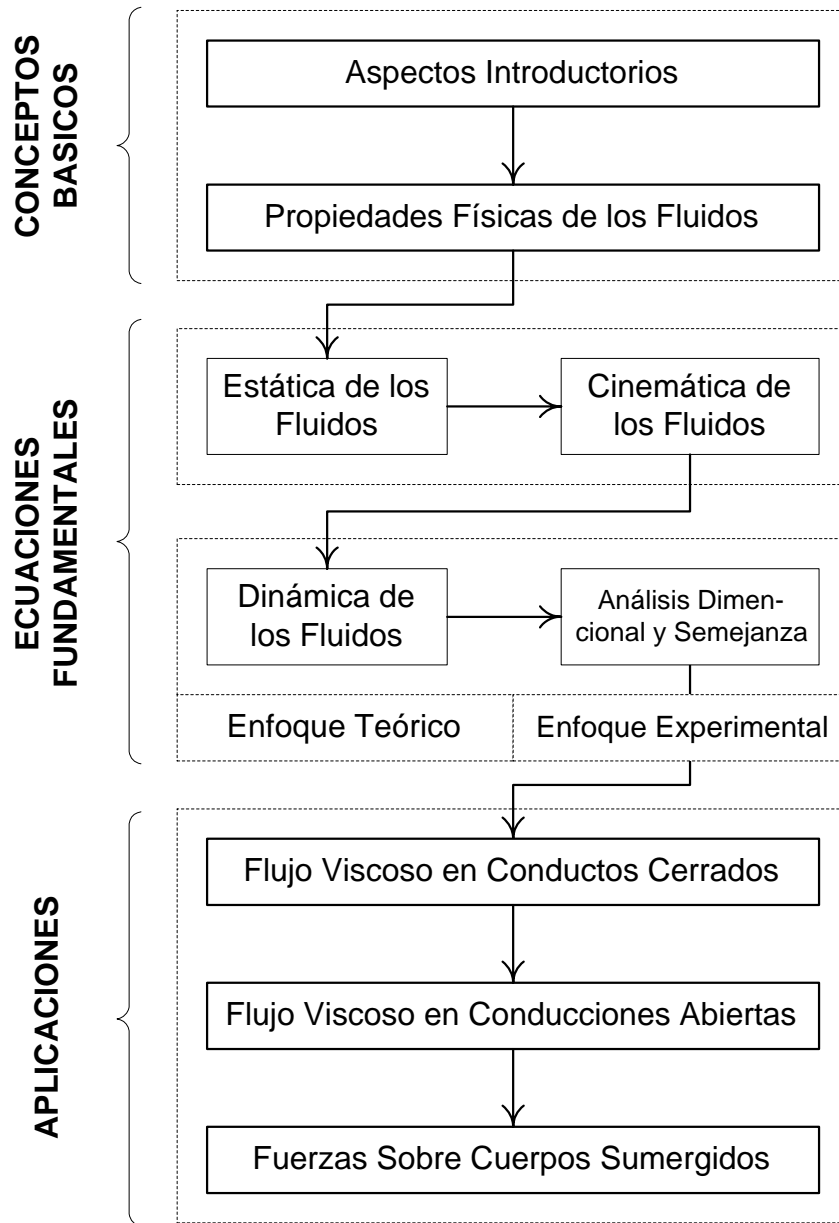 CONCEPTOS
BASICOS
Aspectos Introductorios
Propiedades Físicas de los Fluidos
ECUACIONES
FUNDAMENTALES
Estática de los
Fluidos
Cinemática de
los Fluidos
Dinámica de
los Fluidos
Análisis Dimen-
cional y Semejanza
Enfoque Teórico
Enfoque Experimental
APLICACIONES
Flujo Viscoso en Conductos Cerrados
Flujo Viscoso en Conducciones Abiertas
Fuerzas Sobre Cuerpos Sumergidos